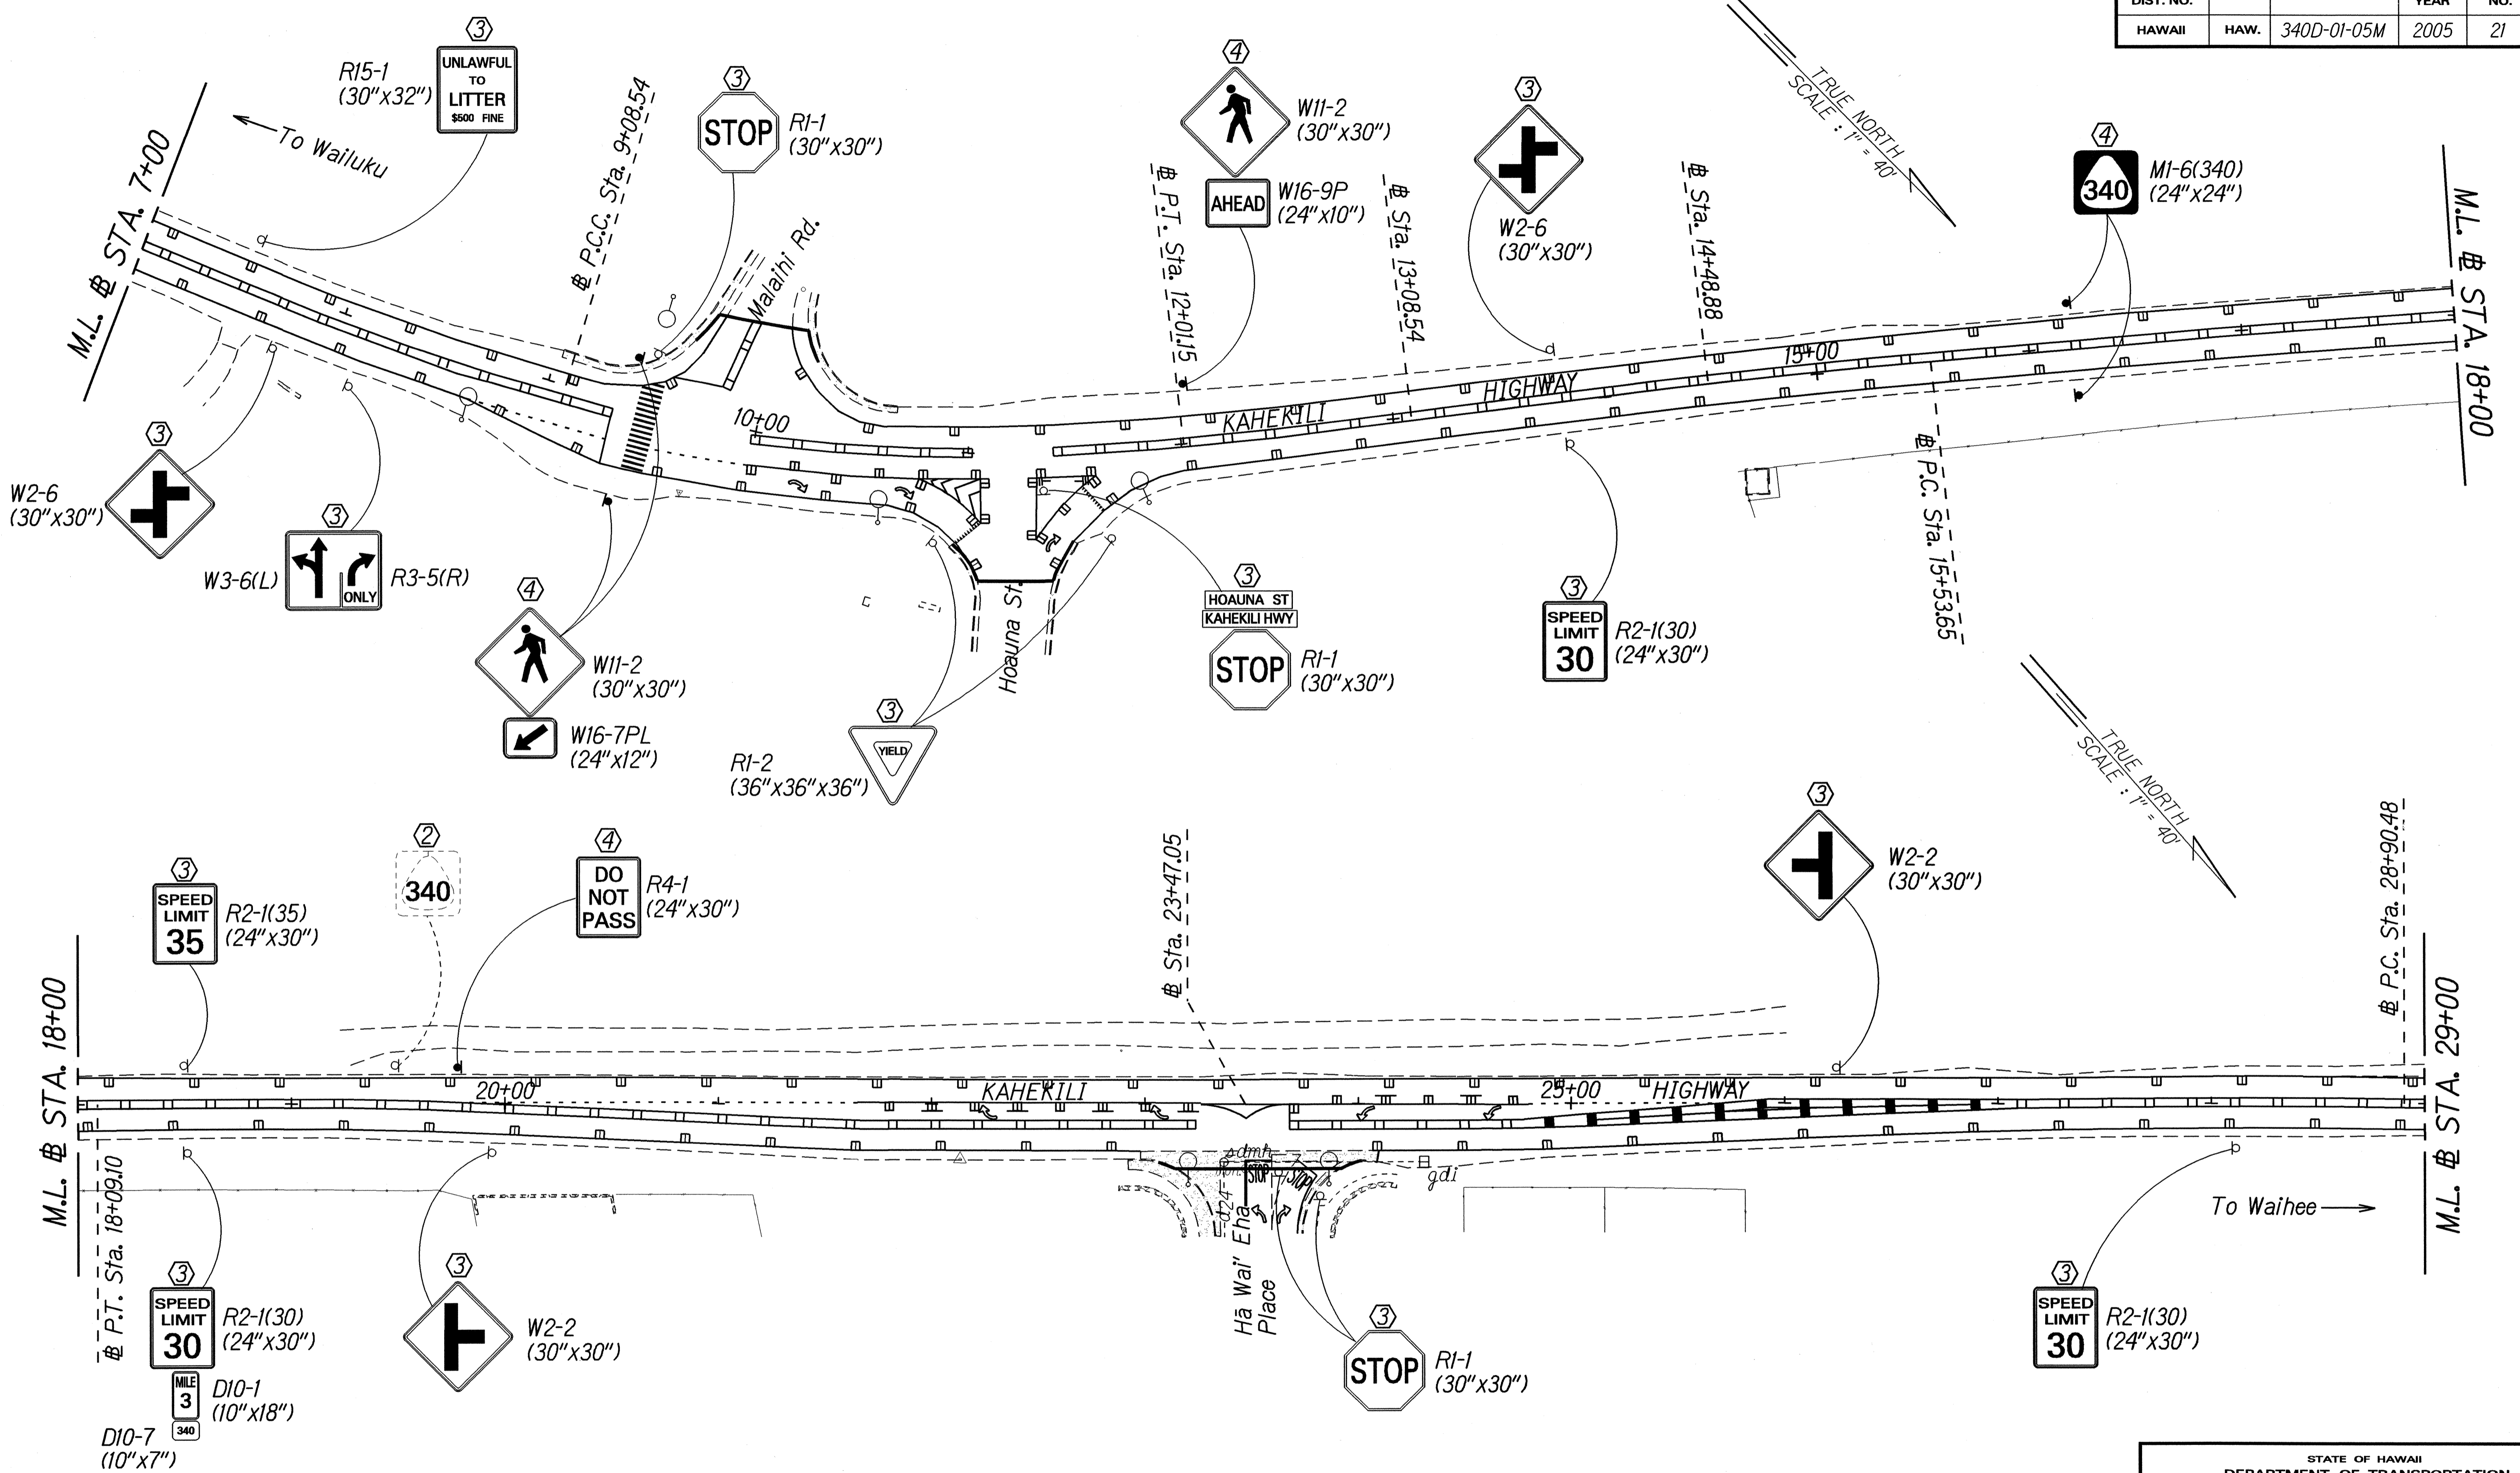 DIST. NO.
YEAR
NO.
HAWAII
HAW.
340D-01-05M
2005
21
3
UNLAWFUL
TO
LITTER
$500 FINE
R15-1
(30"x32")
To Wailuku
M.L. B STA. 7+00
B P.C.C. Sta. 9+08.54
3
STOP
R1-1
(30"x30")
Malaihi Rd.
4
W11-2
(30"x30")
AHEAD
W16-9P
(24"x10")
B P.T. Sta. 12+01.15
B Sta. 13+08.54
3
W2-6
(30"x30")
B Sta. 14+48.88
TRUE NORTH
SCALE : 1" = 40'
4
340
M1-6(340)
(24"x24")
M.L. B STA. 18+00
10+00
KAHEKILI
HIGHWAY
15+00
3
W2-6
(30"x30")
3
W3-6(L)
ONLY
R3-5(R)
4
W11-2
(30"x30")
W16-7PL
(24"x12")
3
YIELD
R1-2
(36"x36"x36")
Hoauna St.
3
HOAUNA ST
KAHEKILI HWY
STOP
R1-1
(30"x30")
3
SPEED
LIMIT
30
R2-1(30)
(24"x30")
B P.C. Sta. 15+53.65
TRUE NORTH
SCALE : 1" = 40'
3
SPEED
LIMIT
35
R2-1(35)
(24"x30")
2
340
4
DO
NOT
PASS
R4-1
(24"x30")
B Sta. 23+47.05
3
W2-2
(30"x30")
B P.C. Sta. 28+90.48
M.L. B STA. 18+00
20+00
KAHEKILI
25+00
HIGHWAY
M.L. B STA. 29+00
B P.T. Sta. 18+09.10
sdmh
STOP
STOP
d24
gdi
Hā Wai' Eha
Place
To Waihee
3
SPEED
LIMIT
30
R2-1(30)
(24"x30")
MILE
3
D10-1
(10"x18")
340
D10-7
(10"x7")
3
W2-2
(30"x30")
3
STOP
R1-1
(30"x30")
3
SPEED
LIMIT
30
R2-1(30)
(24"x30")
STATE OF HAWAII
DEPARTMENT OF TRANSPORTATION